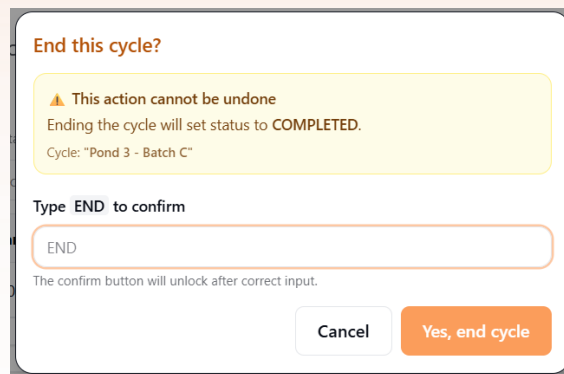 End this cycle?
⚠ This action cannot be undone
Ending the cycle will set status to COMPLETED.
Cycle: "Pond 3 - Batch C"
Type END to confirm
END
The confirm button will unlock after correct input.
Cancel
Yes, end cycle